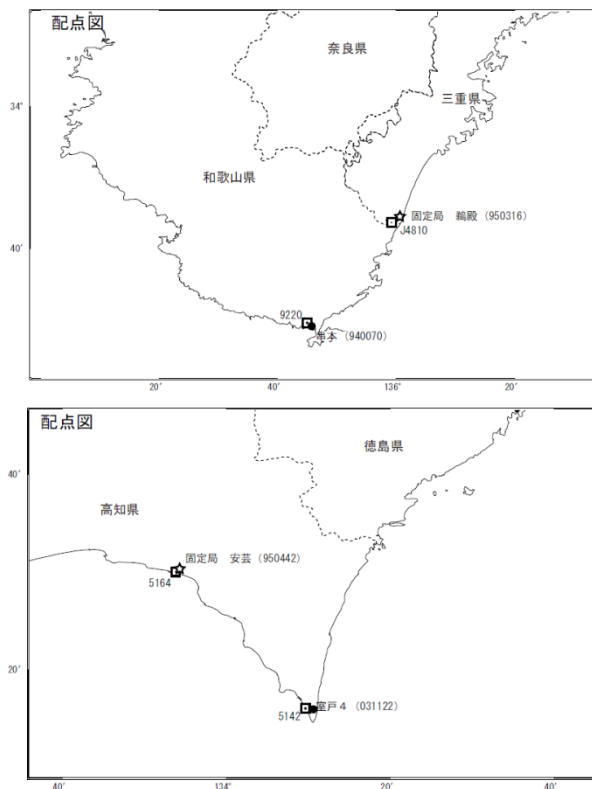 配点図
奈良県
34°
三重県
和歌山県
固定局 鵜殿（950316）
J4810
40′
9220
串本（940070）
20′
40′
136°
20′
配点図
徳島県
40′
高知県
固定局 安芸（950442）
5164
20′
室戸４（031122）
5142
40′
134°
20′
40′